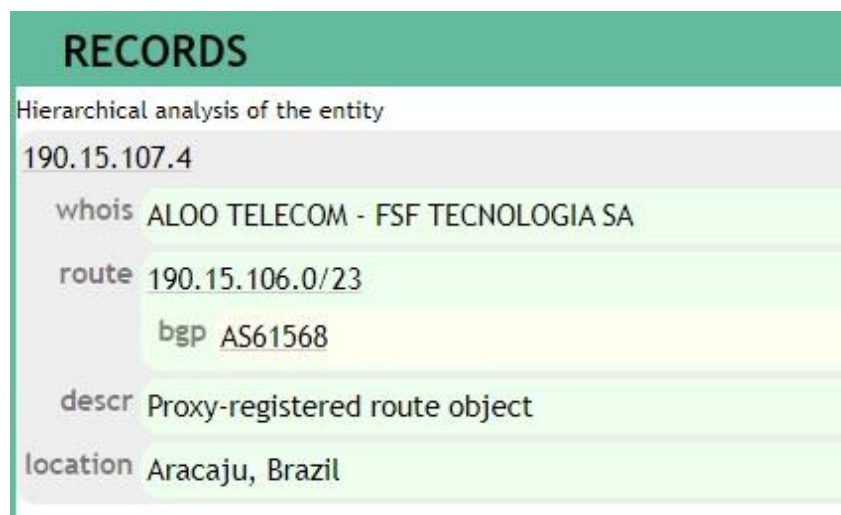 RECORDS
Hierarchical analysis of the entity
190.15.107.4
whois ALOO TELECOM - FSF TECNOLOGIA SA
route 190.15.106.0/23
bgp AS61568
descr Proxy-registered route object
location Aracaju, Brazil